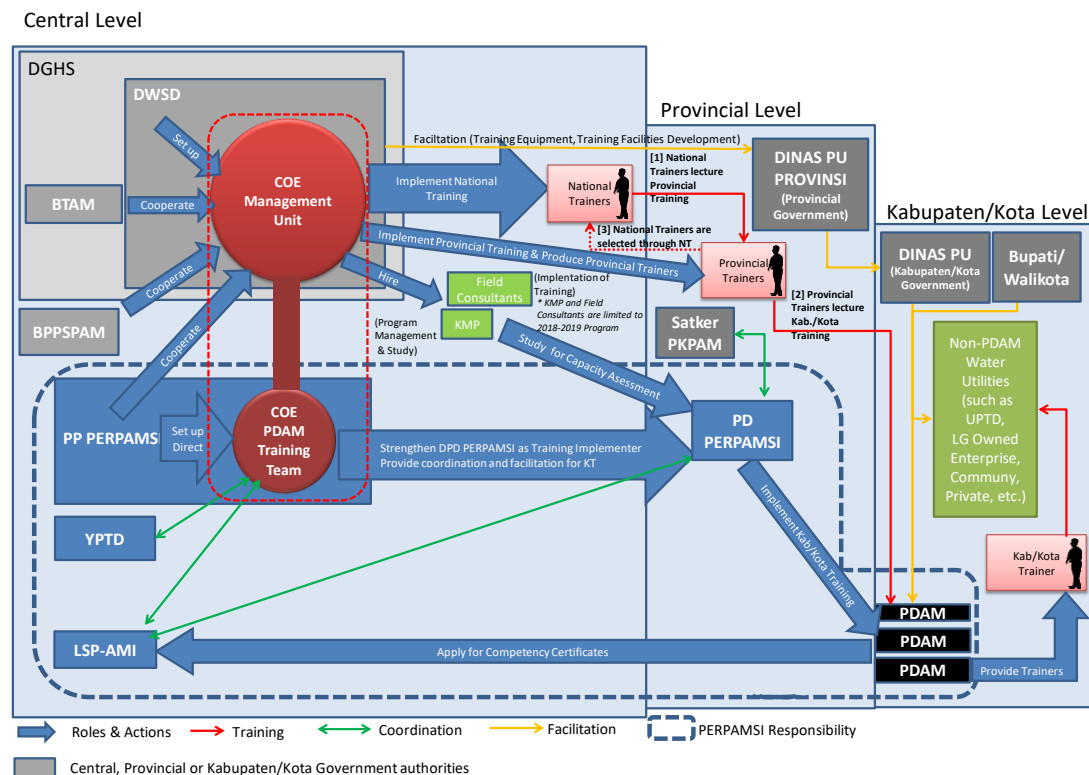 Central Level
DGHS
DWSD
Provincial Level
Kabupaten/Kota Level
Set up
BTAM
Cooperate
COE
Management
Unit
Implement National
Training
Faciltation (Training Equipment, Training Facilities Development)
National
Trainers
[1] National
Trainers lecture
Provincial
Training
DINAS PU
PROVINSI
(Provincial
Government)
[3] National Trainers are
selected through NT
Implement Provincial Training & Produce Provincial Trainers
Provincial
Trainers
DINAS PU
(Kabupaten/Kota
Government)
Bupati/
Walikota
Cooperate
BPPSPAM
Cooperate
Hire
Field
Consultants
(Implentation of
Training)
* KMP and Field
Consultants are limited to
2018-2019 Program
KMP
(Program
Management
& Study)
[2] Provincial
Trainers lecture
Kab./Kota
Training
Satker
PKPAM
Study for Capacity Asessment
Non-PDAM
Water
Utilities
(such as
UPTD,
LG Owned
Enterprise,
Communy,
Private, etc.)
PP PERPAMSI
Set up
Direct
COE
PDAM
Training
Team
Strengthen DPD PERPAMSI as Training Implementer
Provide coordination and facilitation for KT
PD
PERPAMSI
Implement Kab/Kota Training
YPTD
Kab/Kota
Trainer
LSP-AMI
Apply for Competency Certificates
PDAM
PDAM
PDAM
Provide Trainers
Roles & Actions
Training
Coordination
Facilitation
PERPAMSI Responsibility
Central, Provincial or Kabupaten/Kota Government authorities